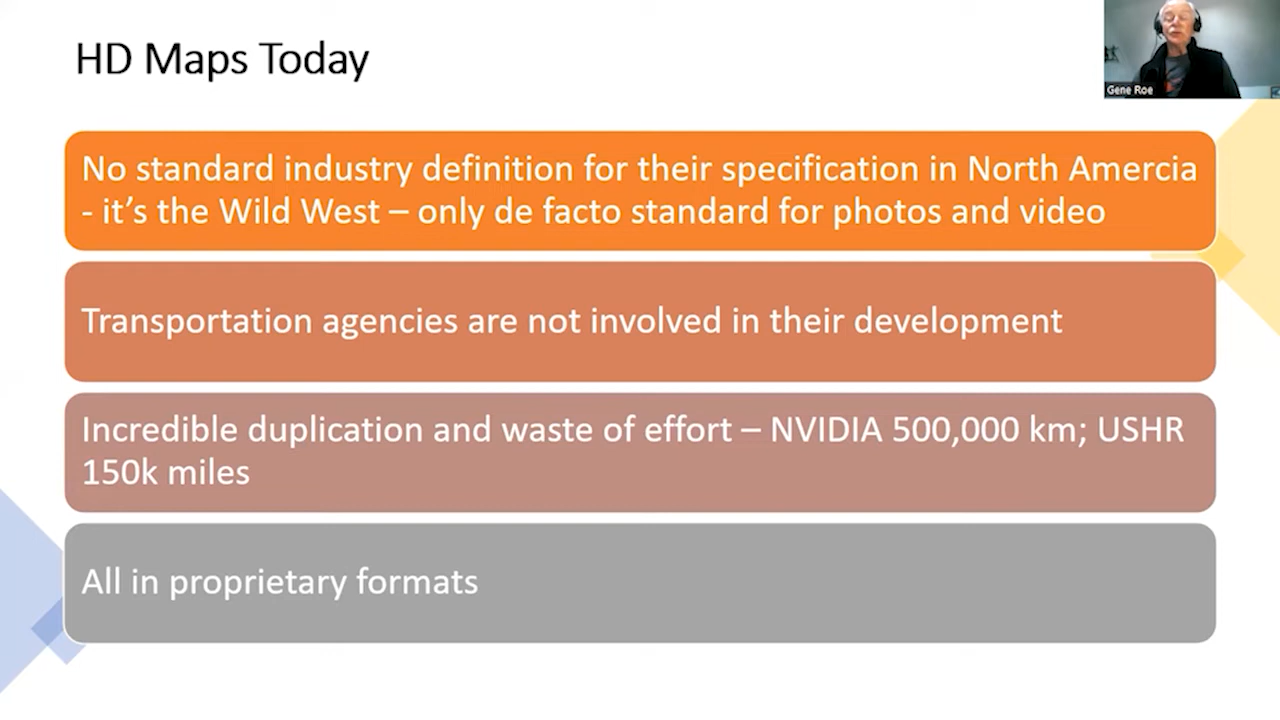 HD Maps Today
Gene Roe
No standard industry definition for their specification in North Amercia
- it's the Wild West – only de facto standard for photos and video
Transportation agencies are not involved in their development
Incredible duplication and waste of effort – NVIDIA 500,000 km; USHR
150k miles
All in proprietary formats